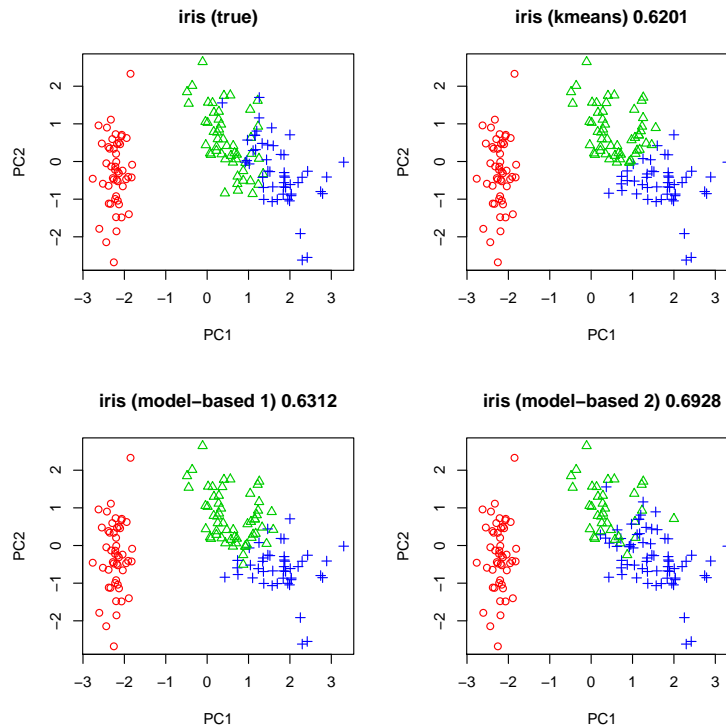 iris (true)
PC2
−2 −1 0 1 2
−3 −2 −1 0 1 2 3
PC1
iris (kmeans) 0.6201
PC2
−2 −1 0 1 2
−3 −2 −1 0 1 2 3
PC1
iris (model−based 1) 0.6312
PC2
−2 −1 0 1 2
−3 −2 −1 0 1 2 3
PC1
iris (model−based 2) 0.6928
PC2
−2 −1 0 1 2
−3 −2 −1 0 1 2 3
PC1